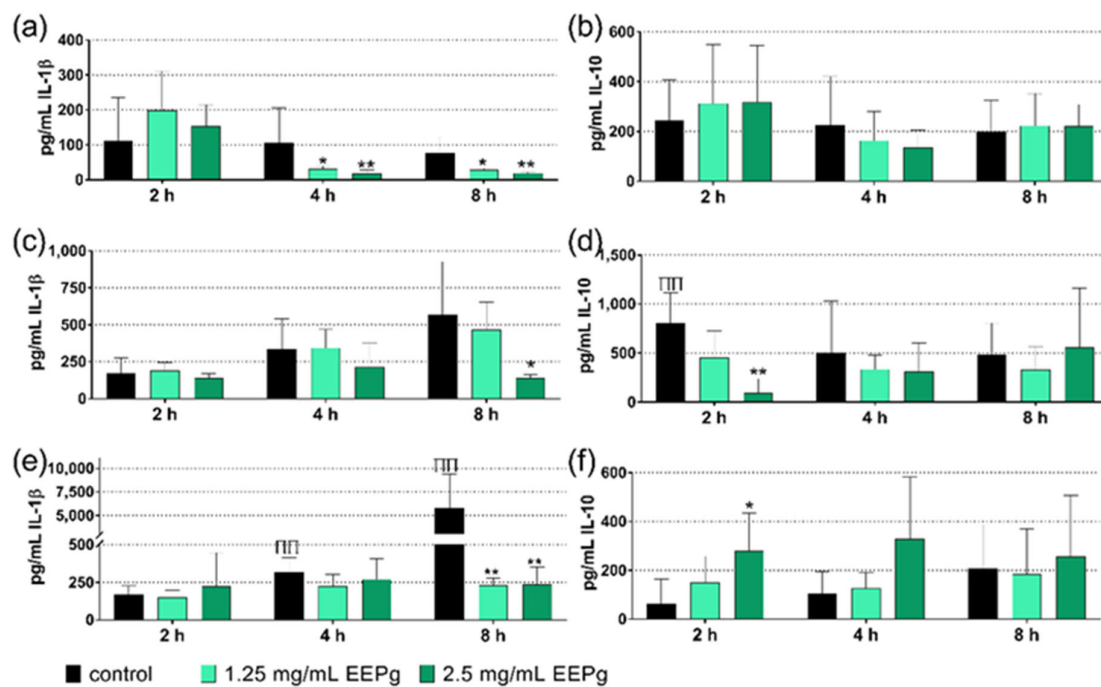 (a)
pg/mL IL-1β
400
300
200
100
0
* ** * **
2 h 4 h 8 h
(b)
pg/mL IL-10
600
400
200
0
2 h 4 h 8 h
(c)
pg/mL IL-1β
1,000
750
500
250
0
*
2 h 4 h 8 h
(d)
pg/mL IL-10
1,500
1,000
500
0
∏∏
**
2 h 4 h 8 h
(e)
pg/mL IL-1β
10,000
7,500
5,000
500
250
0
∏∏
∏∏
** **
2 h 4 h 8 h
(f)
pg/mL IL-10
600
400
200
0
*
2 h 4 h 8 h
control 1.25 mg/mL EEPg 2.5 mg/mL EEPg